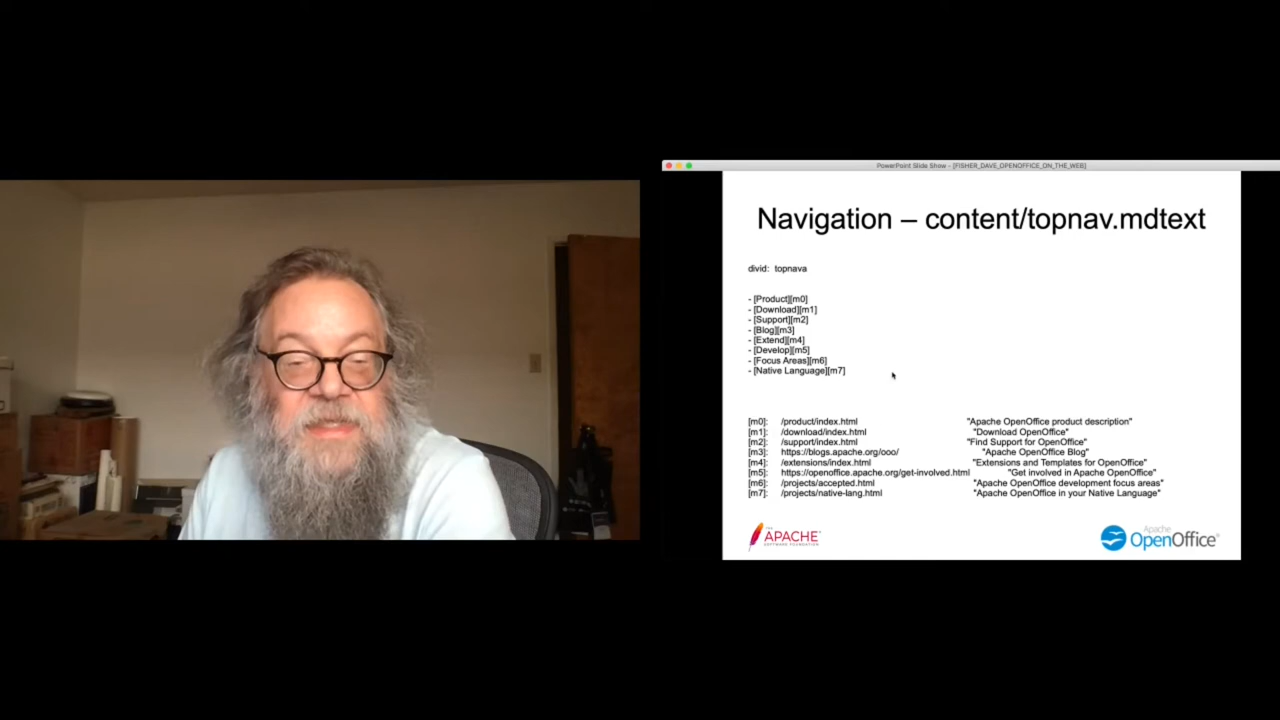 PowerPoint Slide Show - [FISHER_DAVE_OPENOFFICE_ON_THE_WEB]
Navigation – content/topnav.mdtext
divid: topnava
- [Product][m0]
- [Download][m1]
- [Support][m2]
- [Blog][m3]
- [Extend][m4]
- [Develop][m5]
- [Focus Areas][m6]
- [Native Language][m7]
[m0]: /product/index.html "Apache OpenOffice product description"
[m1]: /download/index.html "Download OpenOffice"
[m2]: /support/index.html "Find Support for OpenOffice"
[m3]: https://blogs.apache.org/ooo/ "Apache OpenOffice Blog"
[m4]: /extensions/index.html "Extensions and Templates for OpenOffice"
[m5]: https://openoffice.apache.org/get-involved.html "Get involved in Apache OpenOffice"
[m6]: /projects/accepted.html "Apache OpenOffice development focus areas"
[m7]: /projects/native-lang.html "Apache OpenOffice in your Native Language"
THE
APACHE
SOFTWARE FOUNDATION
Apache
OpenOffice®